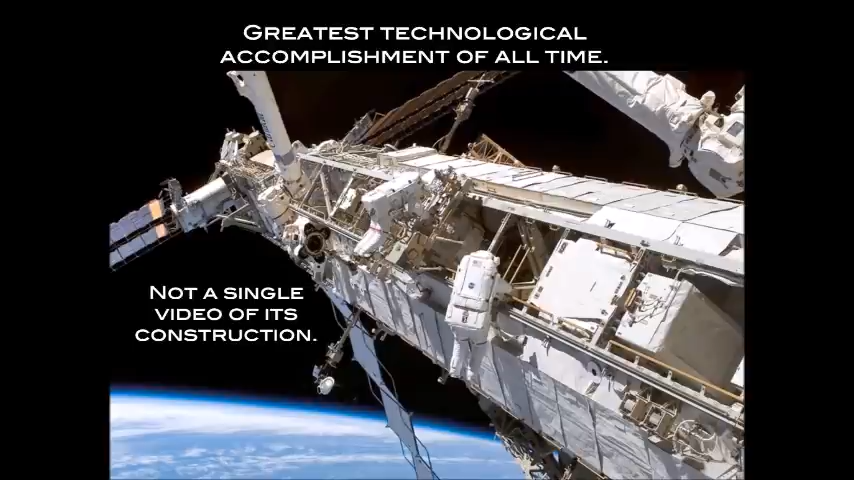 Greatest technological
accomplishment of all time.
Not a single
video of its
construction.